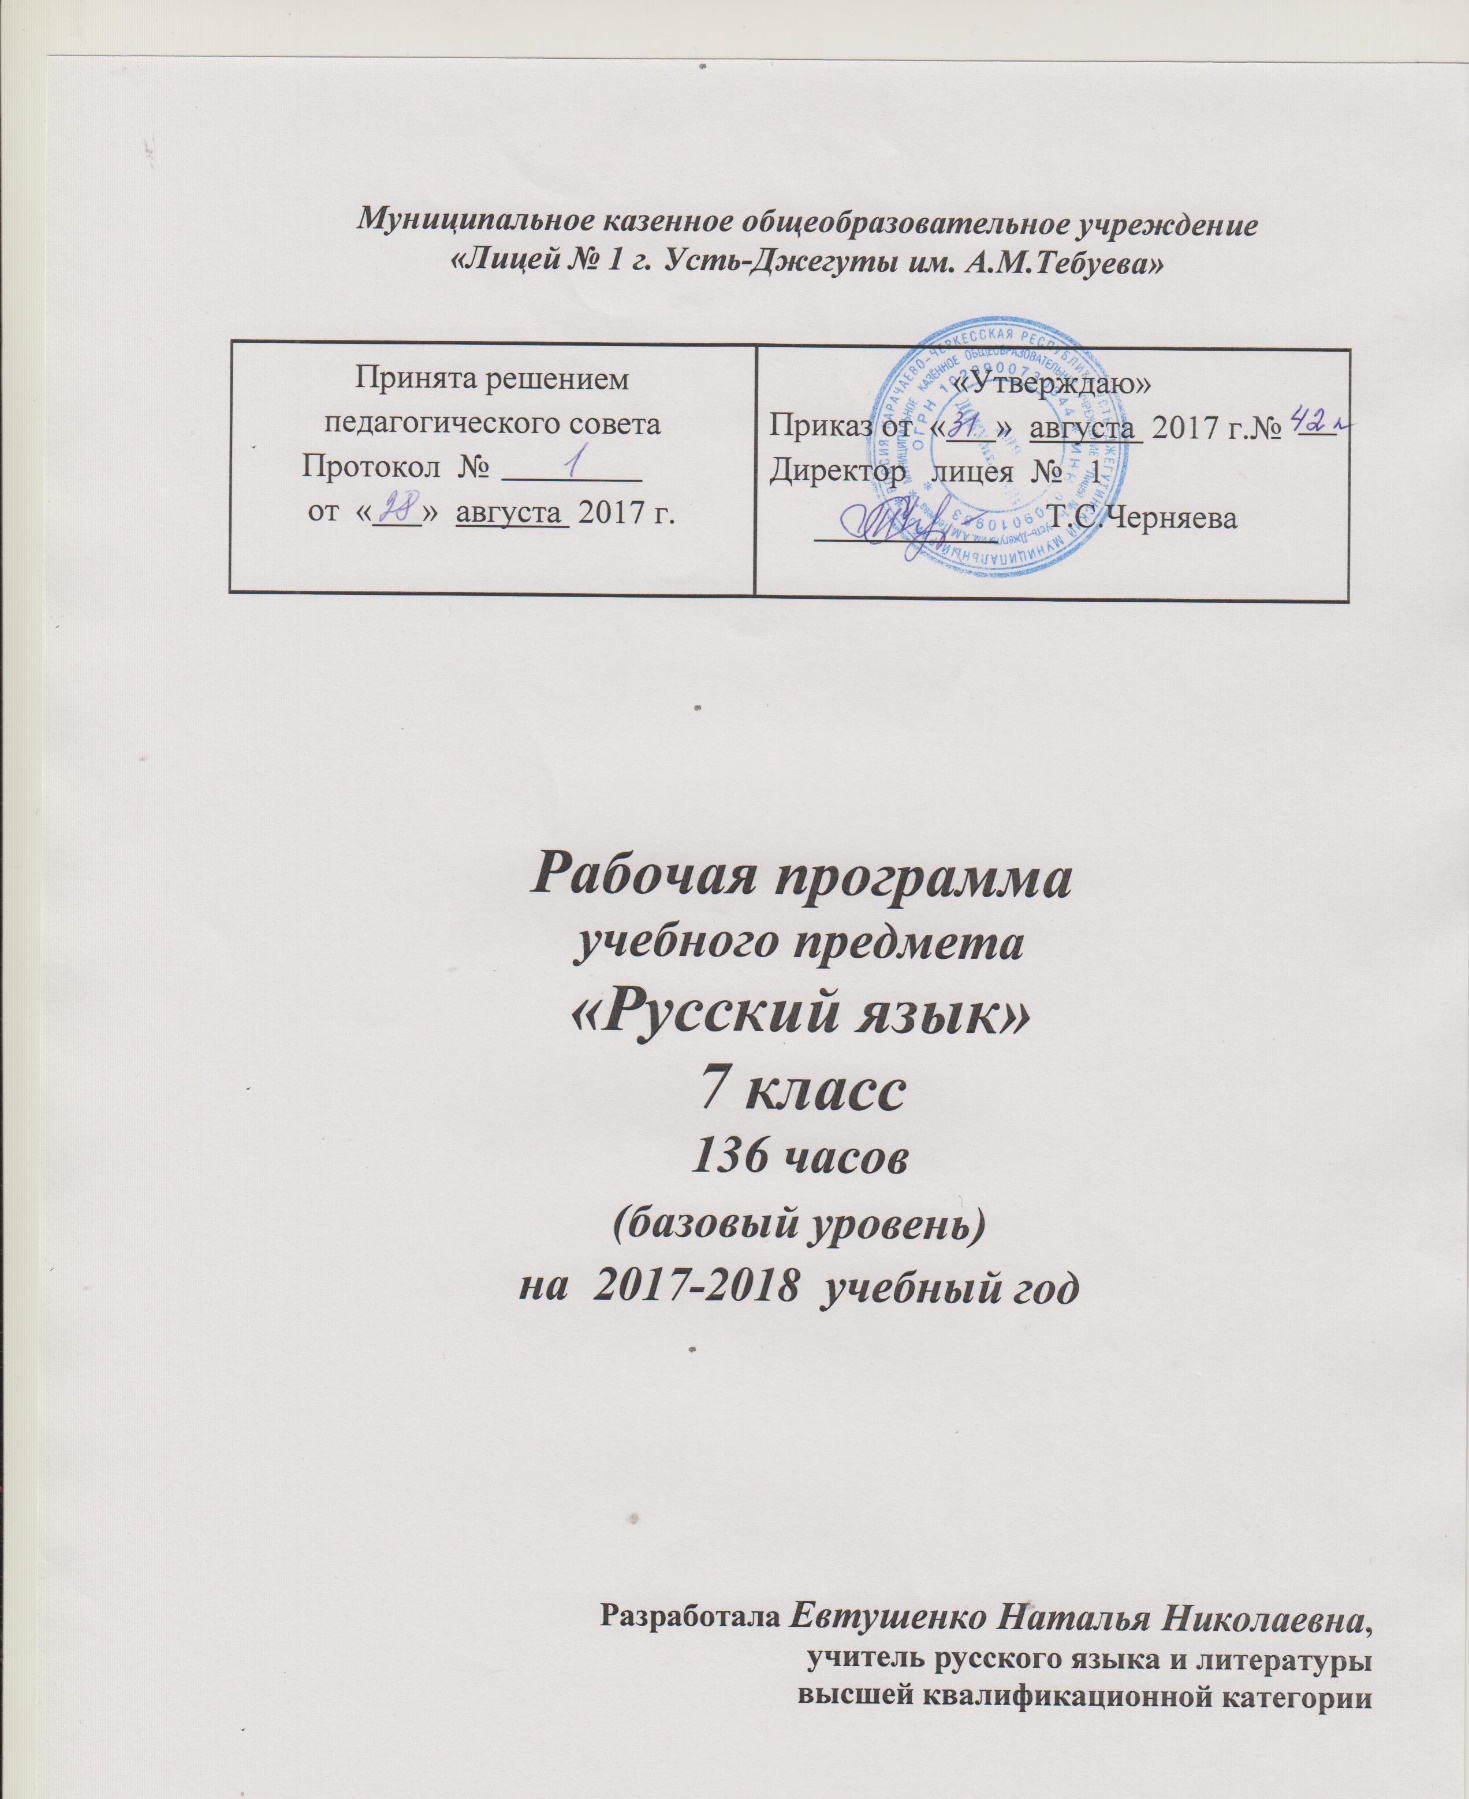 Муниципальное казенное общеобразовательное учреждение
«Лицей № 1 г. Усть-Джегуты им. А.М.Тебуева»
Принята решением
педагогического совета
Протокол № 1
от «28» августа 2017 г.
«Утверждаю»
Приказ от «31» августа 2017 г.№ 42
Директор лицея № 1
Т.С.Черняева
Рабочая программа
учебного предмета
«Русский язык»
7 класс
136 часов
(базовый уровень)
на 2017-2018 учебный год
Разработала Евтушенко Наталья Николаевна,
учитель русского языка и литературы
высшей квалификационной категории